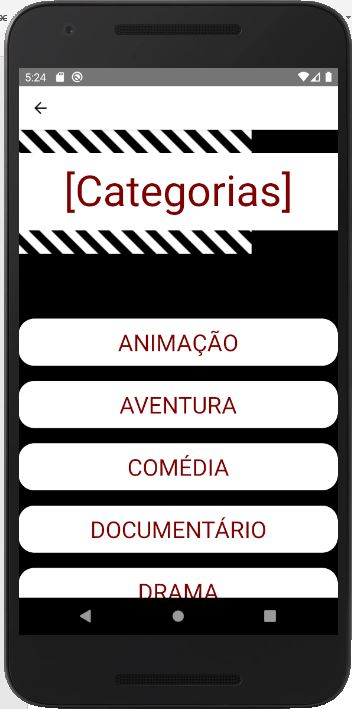 5:24
[Categorias]
ANIMAÇÃO
AVENTURA
COMÉDIA
DOCUMENTÁRIO
DRAMA